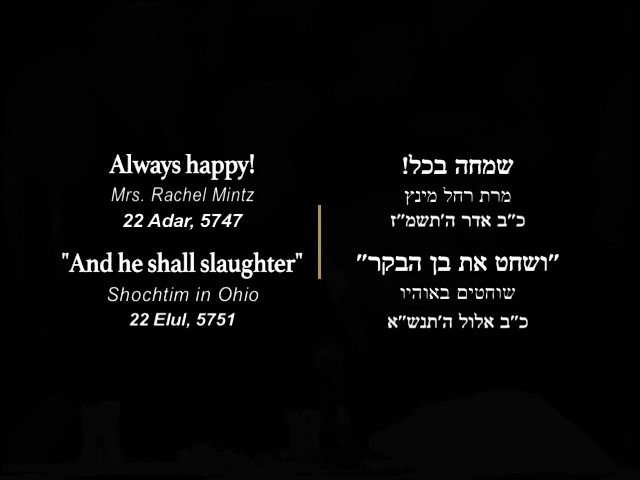 Always happy!
Mrs. Rachel Mintz
22 Adar, 5747
"And he shall slaughter"
Shochtim in Ohio
22 Elul, 5751
שמחה בכל!
מרת רחל מינץ
כ״ב אדר ה׳תשמ״ז
״ושחט את בן הבקר״
שוחטים באוהיו
כ״ב אלול ה׳תנש״א